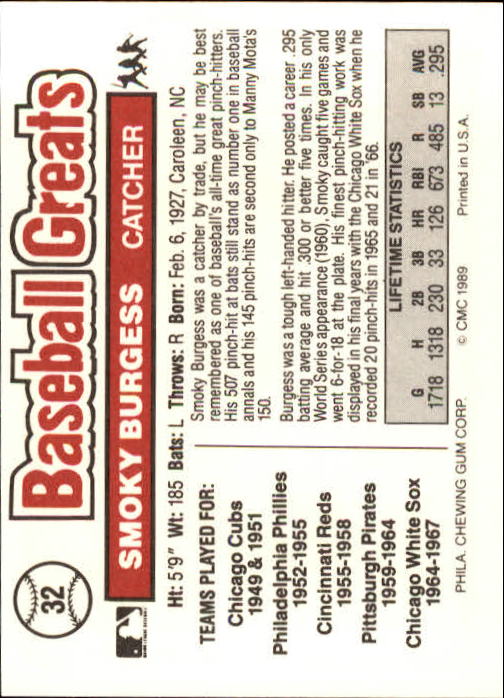 32
Baseball Greats
SMOKY BURGESS CATCHER
Ht: 5'9" Wt: 185 Bats: L Throws: R Born: Feb. 6, 1927, Caroleen, NC
TEAMS PLAYED FOR:
Chicago Cubs
1949 & 1951
Philadelphia Phillies
1952-1955
Cincinnati Reds
1955-1958
Pittsburgh Pirates
1959-1964
Chicago White Sox
1964-1967
Smoky Burgess was a catcher by trade, but he may be best
remembered as one of baseball's all-time great pinch-hitters.
His 507 pinch-hit at bats still stand as number one in baseball
annals and his 145 pinch-hits are second only to Manny Mota's
150.
Burgess was a tough left-handed hitter. He posted a career .295
batting average and hit .300 or better five times. In his only
World Series appearance (1960), Smoky caught five games and
went 6-for-18 at the plate. His finest pinch-hitting work was
displayed in his final years with the Chicago White Sox when he
recorded 20 pinch-hits in 1965 and 21 in '66.
LIFETIME STATISTICS
G H 2B 3B HR RBI R SB AVG
1718 1318 230 33 126 673 485 13 .295
PHILA. CHEWING GUM CORP. © CMC 1989 Printed in U.S.A.